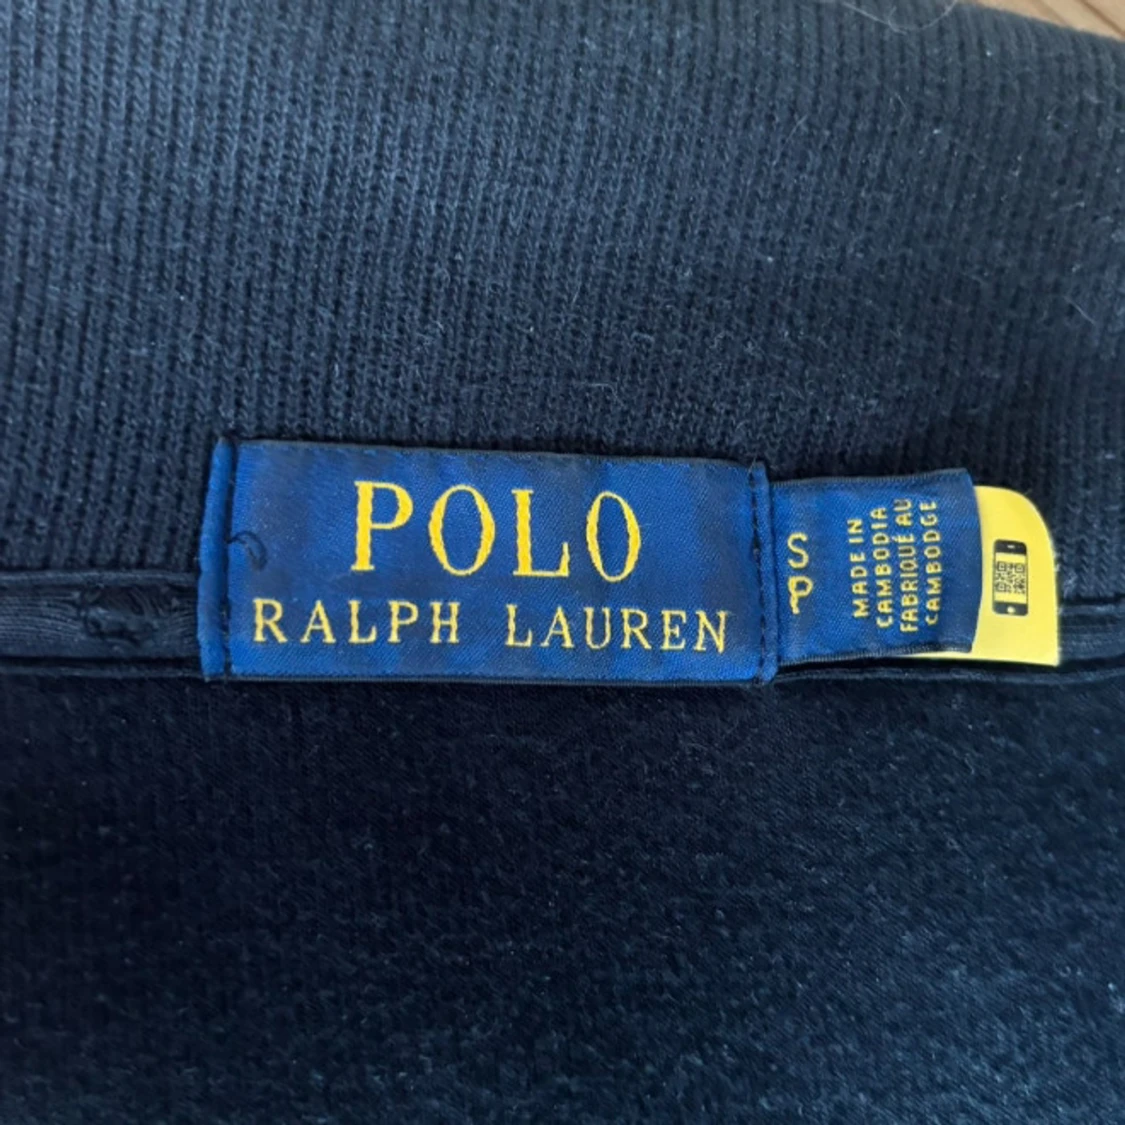 POLO
RALPH LAUREN
S
P
MADE IN
CAMBODIA
FABRIQUÉ AU
CAMBODGE